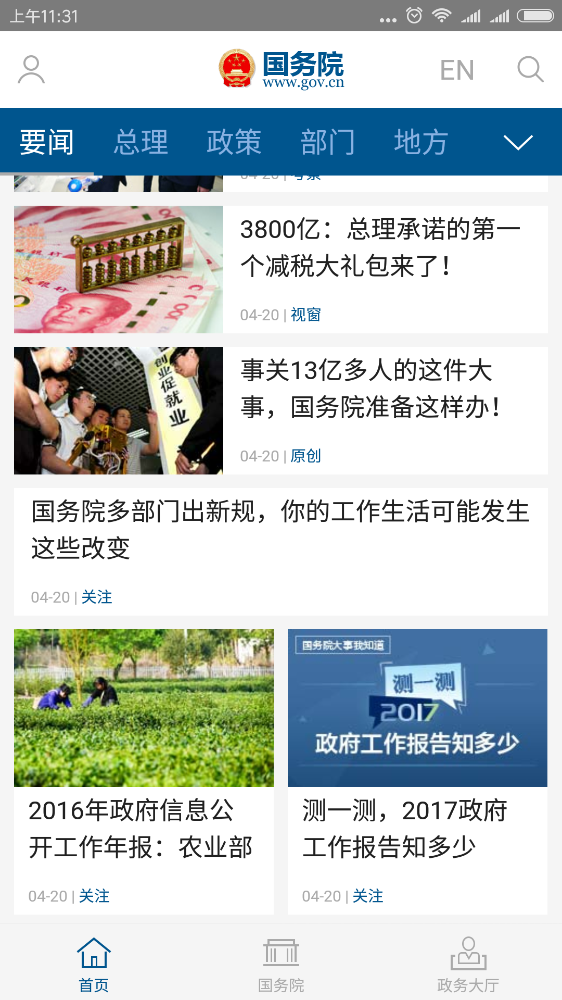 上午11:31
国务院
www.gov.cn
EN
要闻 总理 政策 部门 地方
04-20 | 考察
3800亿：总理承诺的第一
个减税大礼包来了！
04-20 | 视窗
创业促就业
事关13亿多人的这件大
事，国务院准备这样办！
04-20 | 原创
国务院多部门出新规，你的工作生活可能发生
这些改变
04-20 | 关注
国务院大事我知道
测一测
2017
政府工作报告知多少
2016年政府信息公
开工作年报：农业部
04-20 | 关注
测一测，2017政府
工作报告知多少
04-20 | 关注
首页 国务院 政务大厅